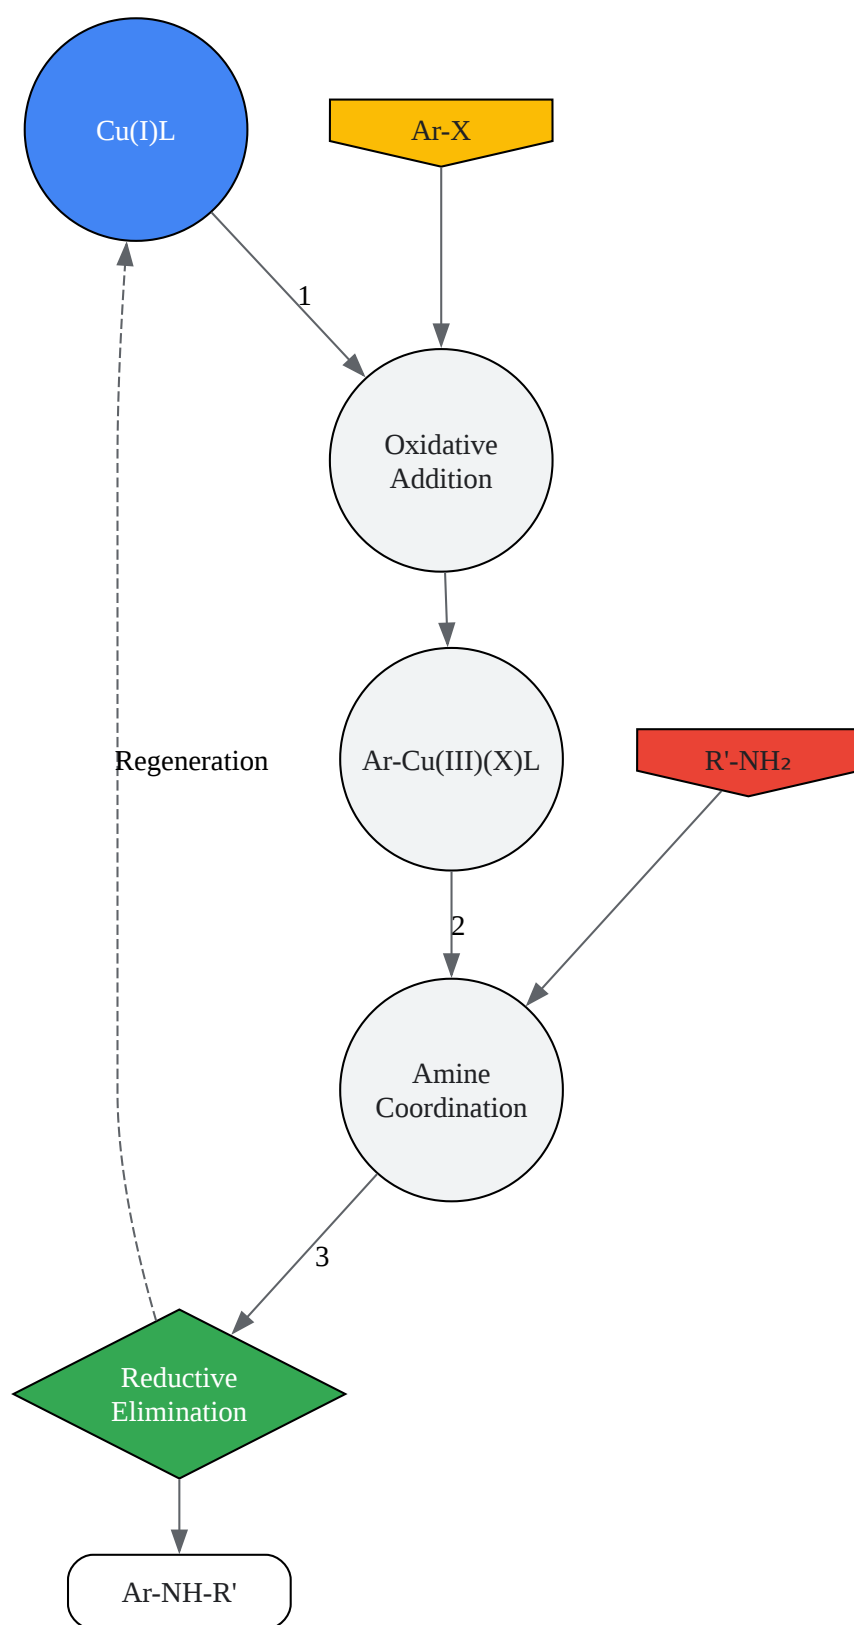 Cu(I)L
Ar-X
1
Oxidative
Addition
Ar-Cu(III)(X)L
R'-NH₂
Regeneration
2
Amine
Coordination
3
Reductive
Elimination
Ar-NH-R'